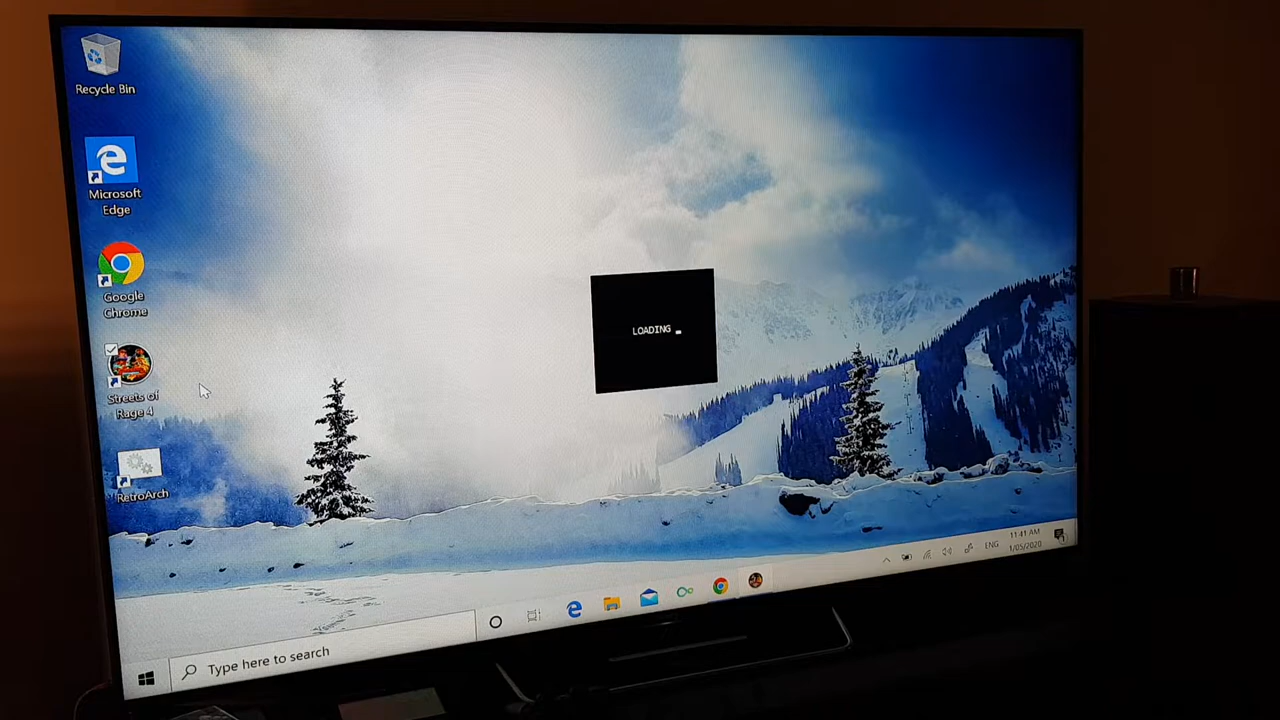 Recycle Bin
Microsoft
Edge
Google
Chrome
Streets of
Rage 4
RetroArch
LOADING _
Type here to search
ENG
11:41 AM
1/05/2020